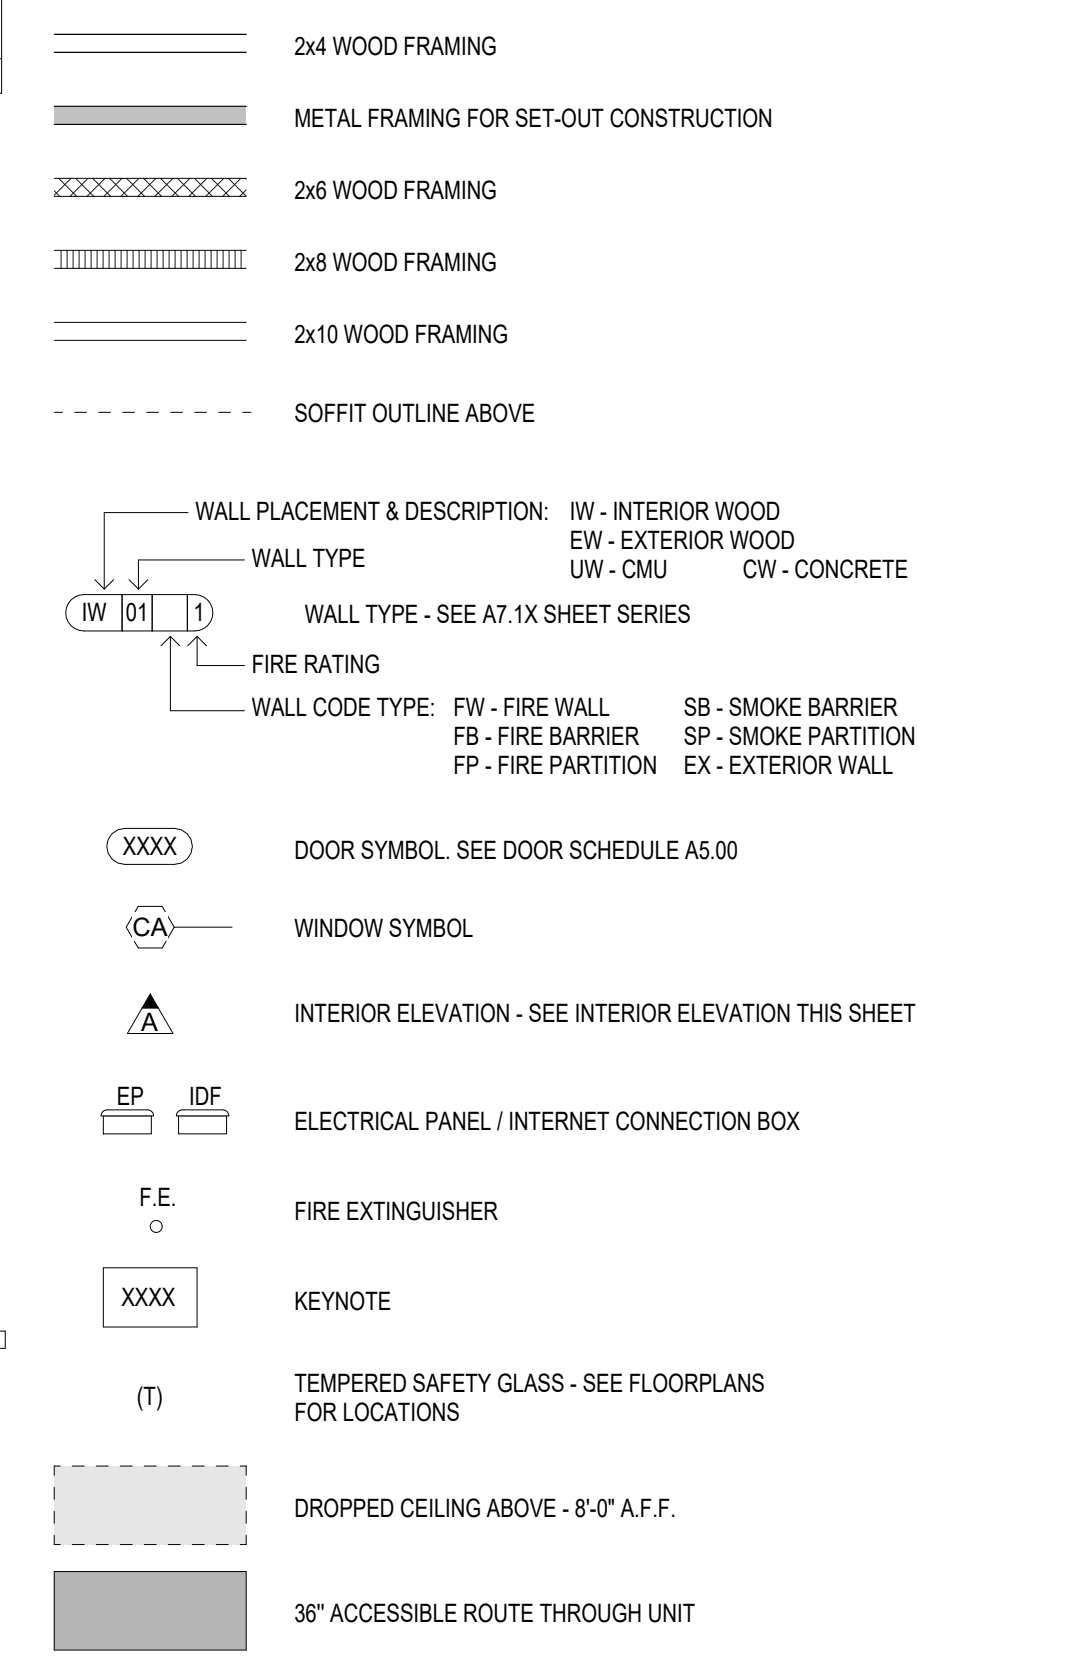 2x4 WOOD FRAMING
METAL FRAMING FOR SET-OUT CONSTRUCTION
2x6 WOOD FRAMING
2x8 WOOD FRAMING
2x10 WOOD FRAMING
SOFFIT OUTLINE ABOVE
WALL PLACEMENT & DESCRIPTION: IW - INTERIOR WOOD
EW - EXTERIOR WOOD
WALL TYPE
UW - CMU CW - CONCRETE
IW 01 1 WALL TYPE - SEE A7.1X SHEET SERIES
FIRE RATING
WALL CODE TYPE: FW - FIRE WALL SB - SMOKE BARRIER
FB - FIRE BARRIER SP - SMOKE PARTITION
FP - FIRE PARTITION EX - EXTERIOR WALL
XXXX DOOR SYMBOL. SEE DOOR SCHEDULE A5.00
CA WINDOW SYMBOL
A INTERIOR ELEVATION - SEE INTERIOR ELEVATION THIS SHEET
EP IDF
ELECTRICAL PANEL / INTERNET CONNECTION BOX
F.E.
FIRE EXTINGUISHER
XXXX KEYNOTE
(T) TEMPERED SAFETY GLASS - SEE FLOORPLANS
FOR LOCATIONS
DROPPED CEILING ABOVE - 8'-0" A.F.F.
36" ACCESSIBLE ROUTE THROUGH UNIT